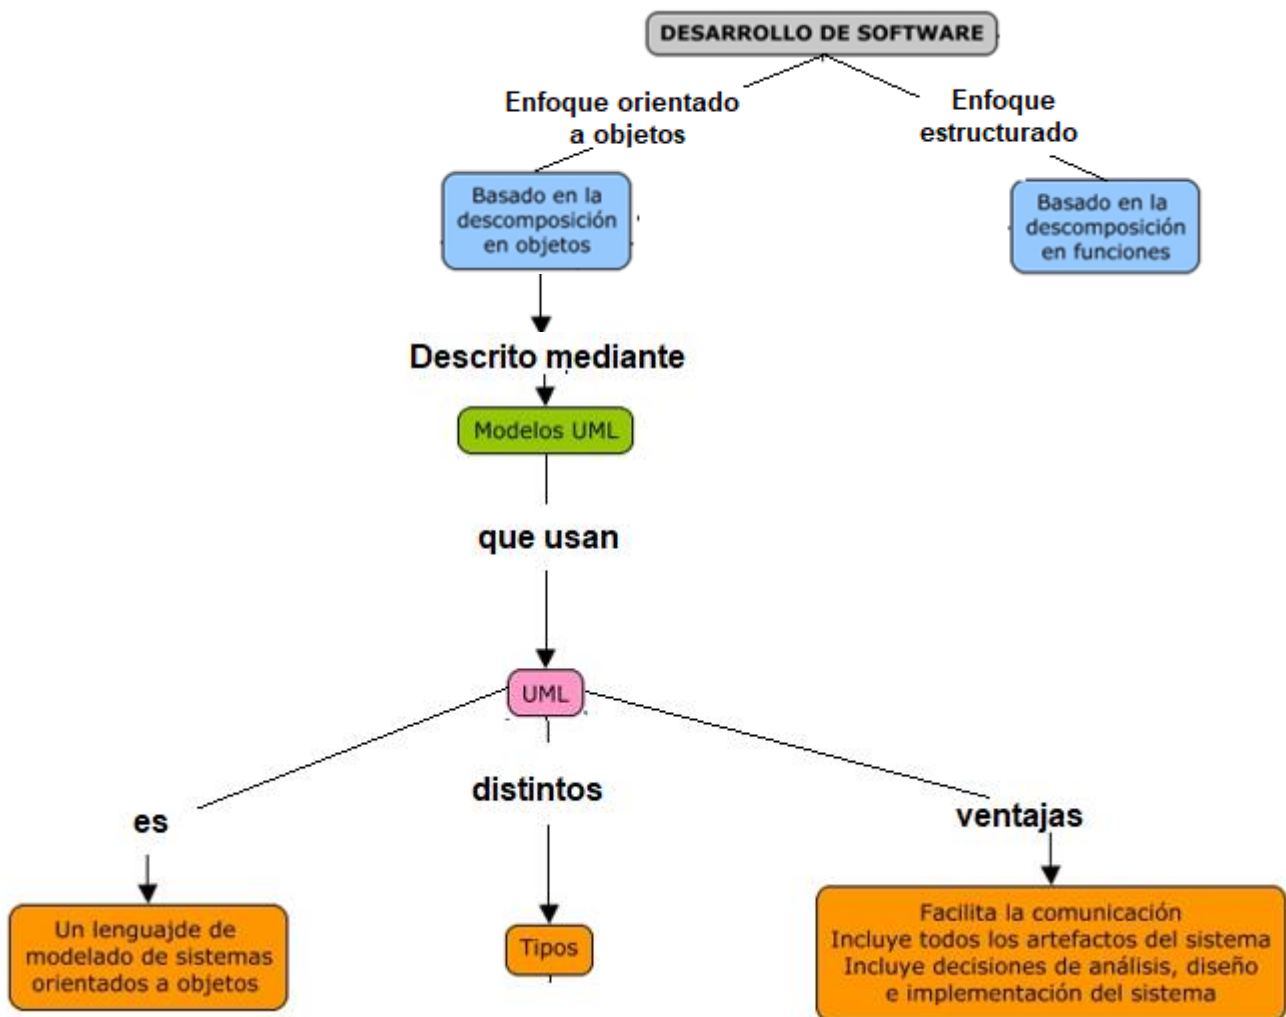 DESARROLLO DE SOFTWARE
Enfoque orientado
a objetos
Enfoque
estructurado
Basado en la
descomposición
en objetos
Basado en la
descomposición
en funciones
Descrito mediante
Modelos UML
que usan
UML
es
distintos
ventajas
Un lenguajde de
modelado de sistemas
orientados a objetos
Tipos
Facilita la comunicación
Incluye todos los artefactos del sistema
Incluye decisiones de análisis, diseño
e implementación del sistema